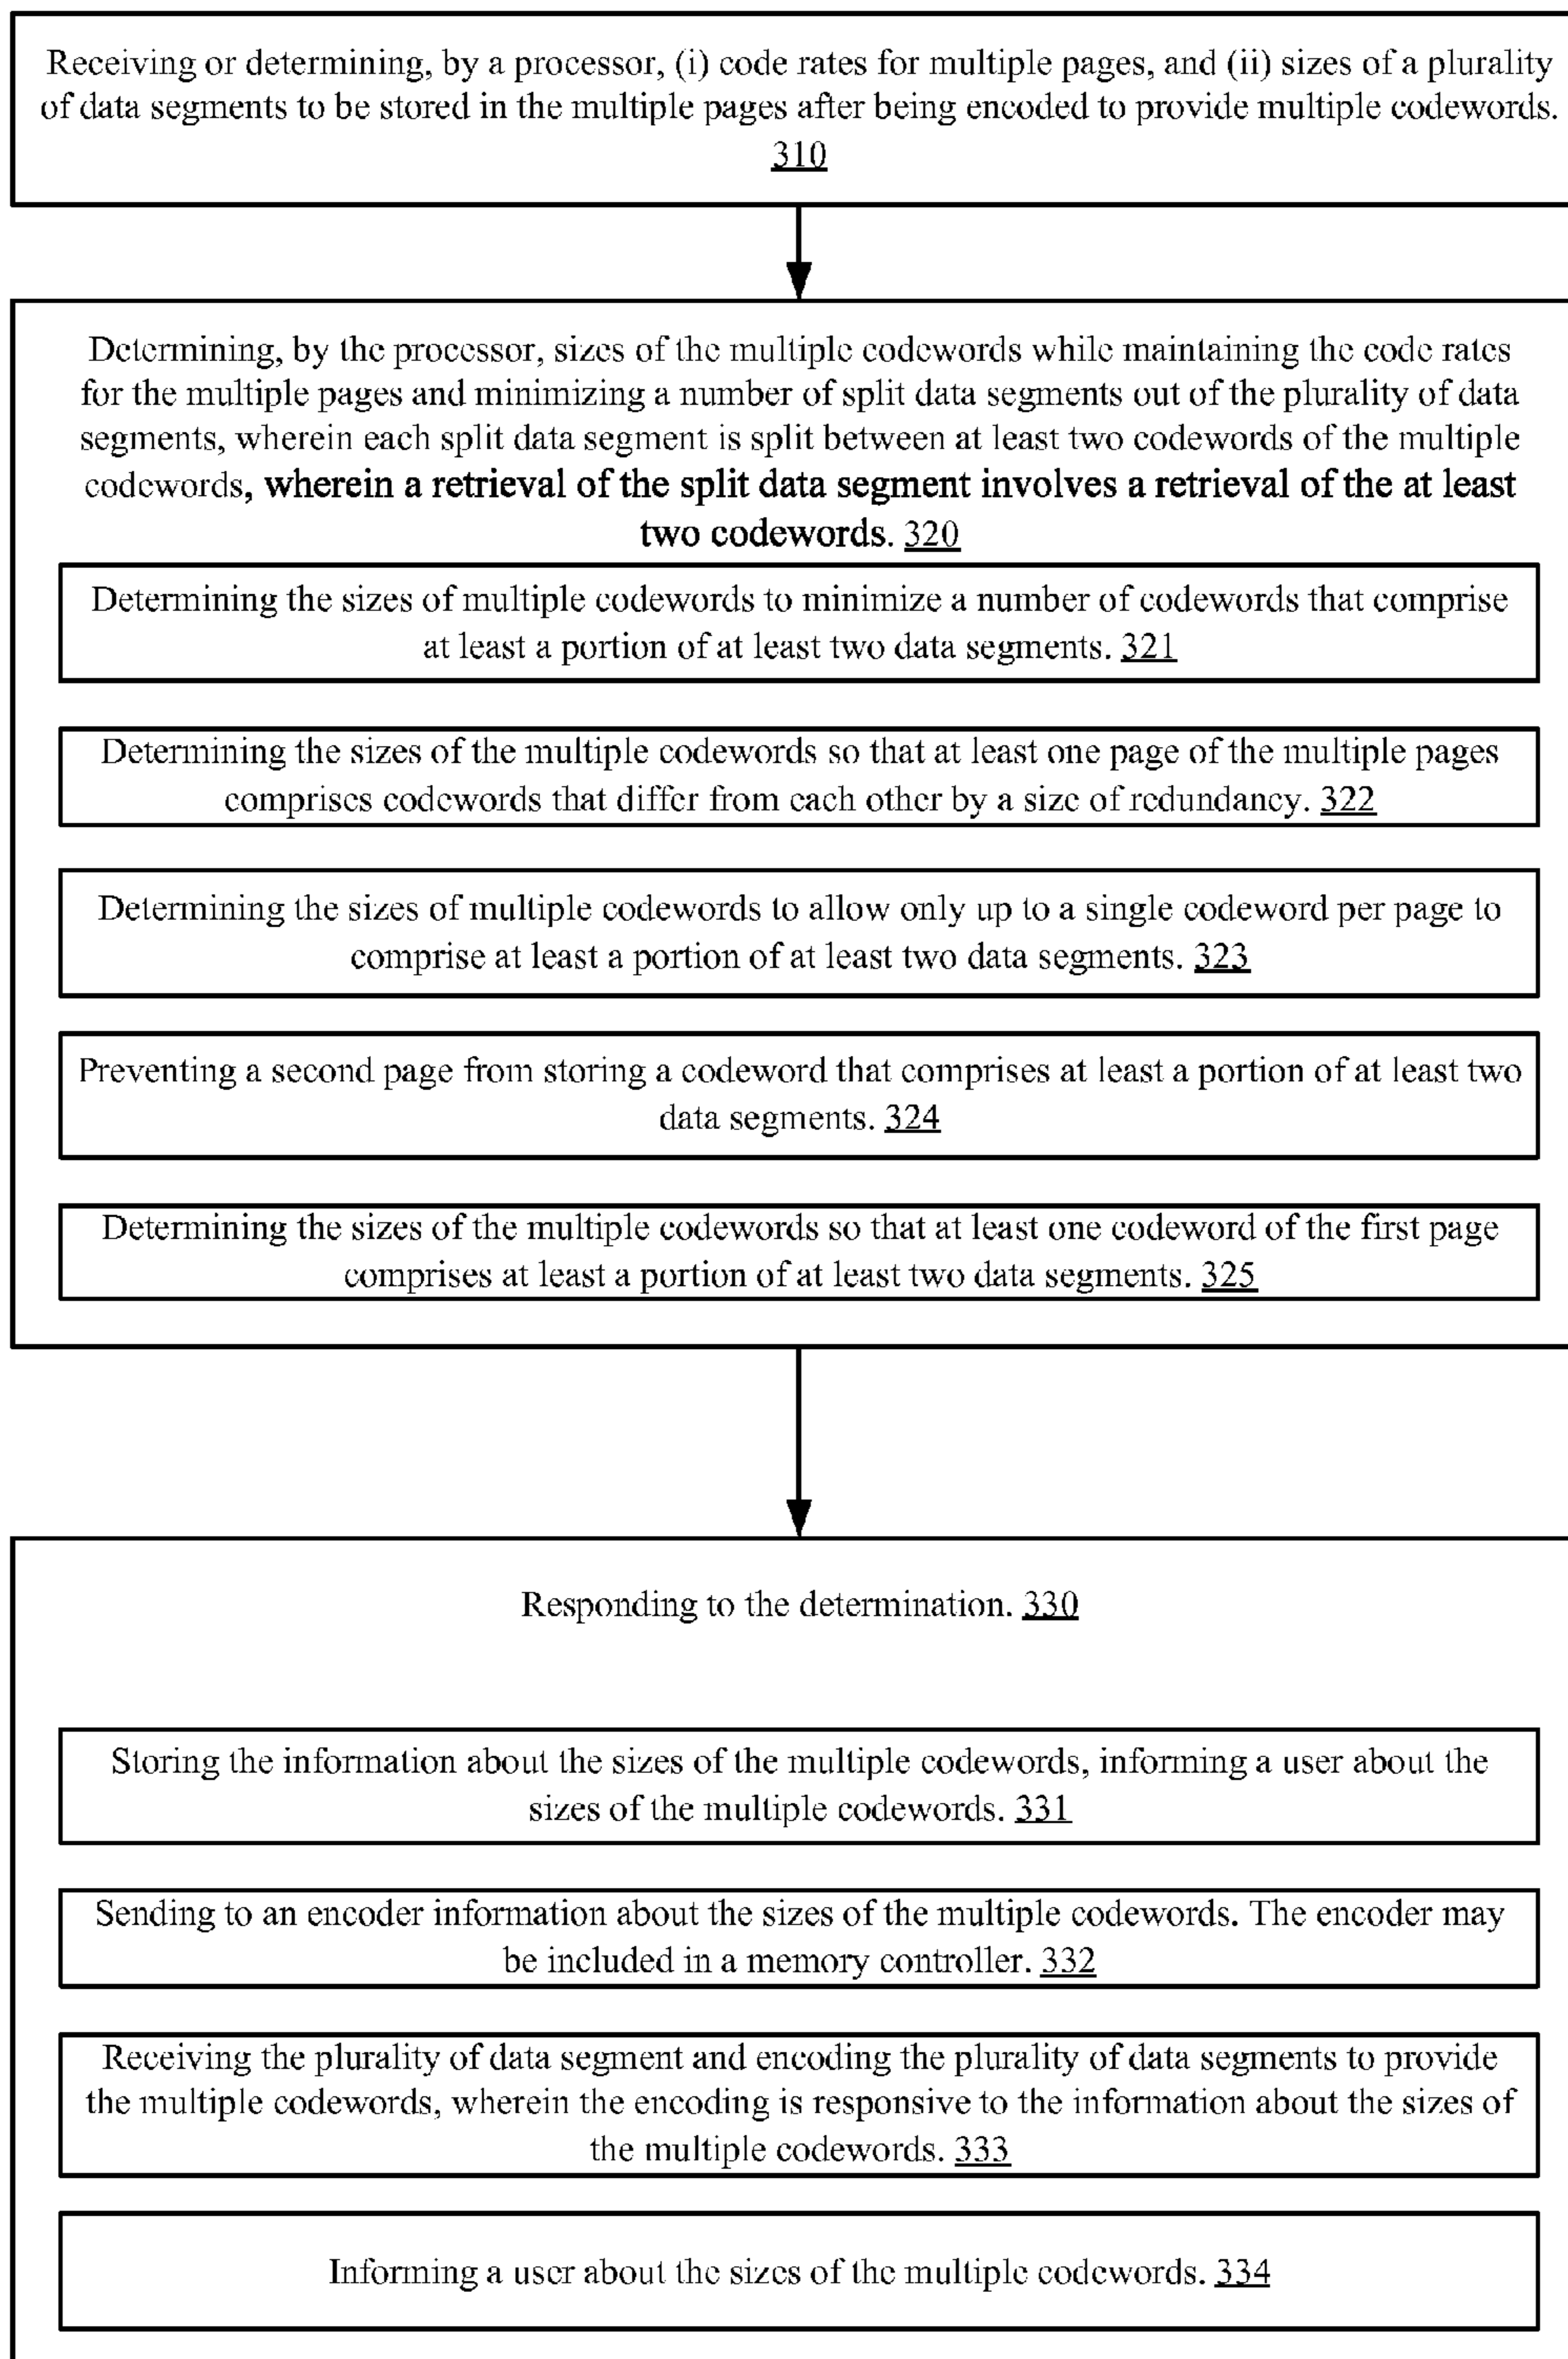 Receiving or determining, by a processor, (i) code rates for multiple pages, and (ii) sizes of a plurality
of data segments to be stored in the multiple pages after being encoded to provide multiple codewords.
310
Determining, by the processor, sizes of the multiple codewords while maintaining the code rates
for the multiple pages and minimizing a number of split data segments out of the plurality of data
segments, wherein each split data segment is split between at least two codewords of the multiple
codewords, wherein a retrieval of the split data segment involves a retrieval of the at least
two codewords. 320
Determining the sizes of multiple codewords to minimize a number of codewords that comprise
at least a portion of at least two data segments. 321
Determining the sizes of the multiple codewords so that at least one page of the multiple pages
comprises codewords that differ from each other by a size of redundancy. 322
Determining the sizes of multiple codewords to allow only up to a single codeword per page to
comprise at least a portion of at least two data segments. 323
Preventing a second page from storing a codeword that comprises at least a portion of at least two
data segments. 324
Determining the sizes of the multiple codewords so that at least one codeword of the first page
comprises at least a portion of at least two data segments. 325
Responding to the determination. 330
Storing the information about the sizes of the multiple codewords, informing a user about the
sizes of the multiple codewords. 331
Sending to an encoder information about the sizes of the multiple codewords. The encoder may
be included in a memory controller. 332
Receiving the plurality of data segment and encoding the plurality of data segments to provide
the multiple codewords, wherein the encoding is responsive to the information about the sizes of
the multiple codewords. 333
Informing a user about the sizes of the multiple codewords. 334